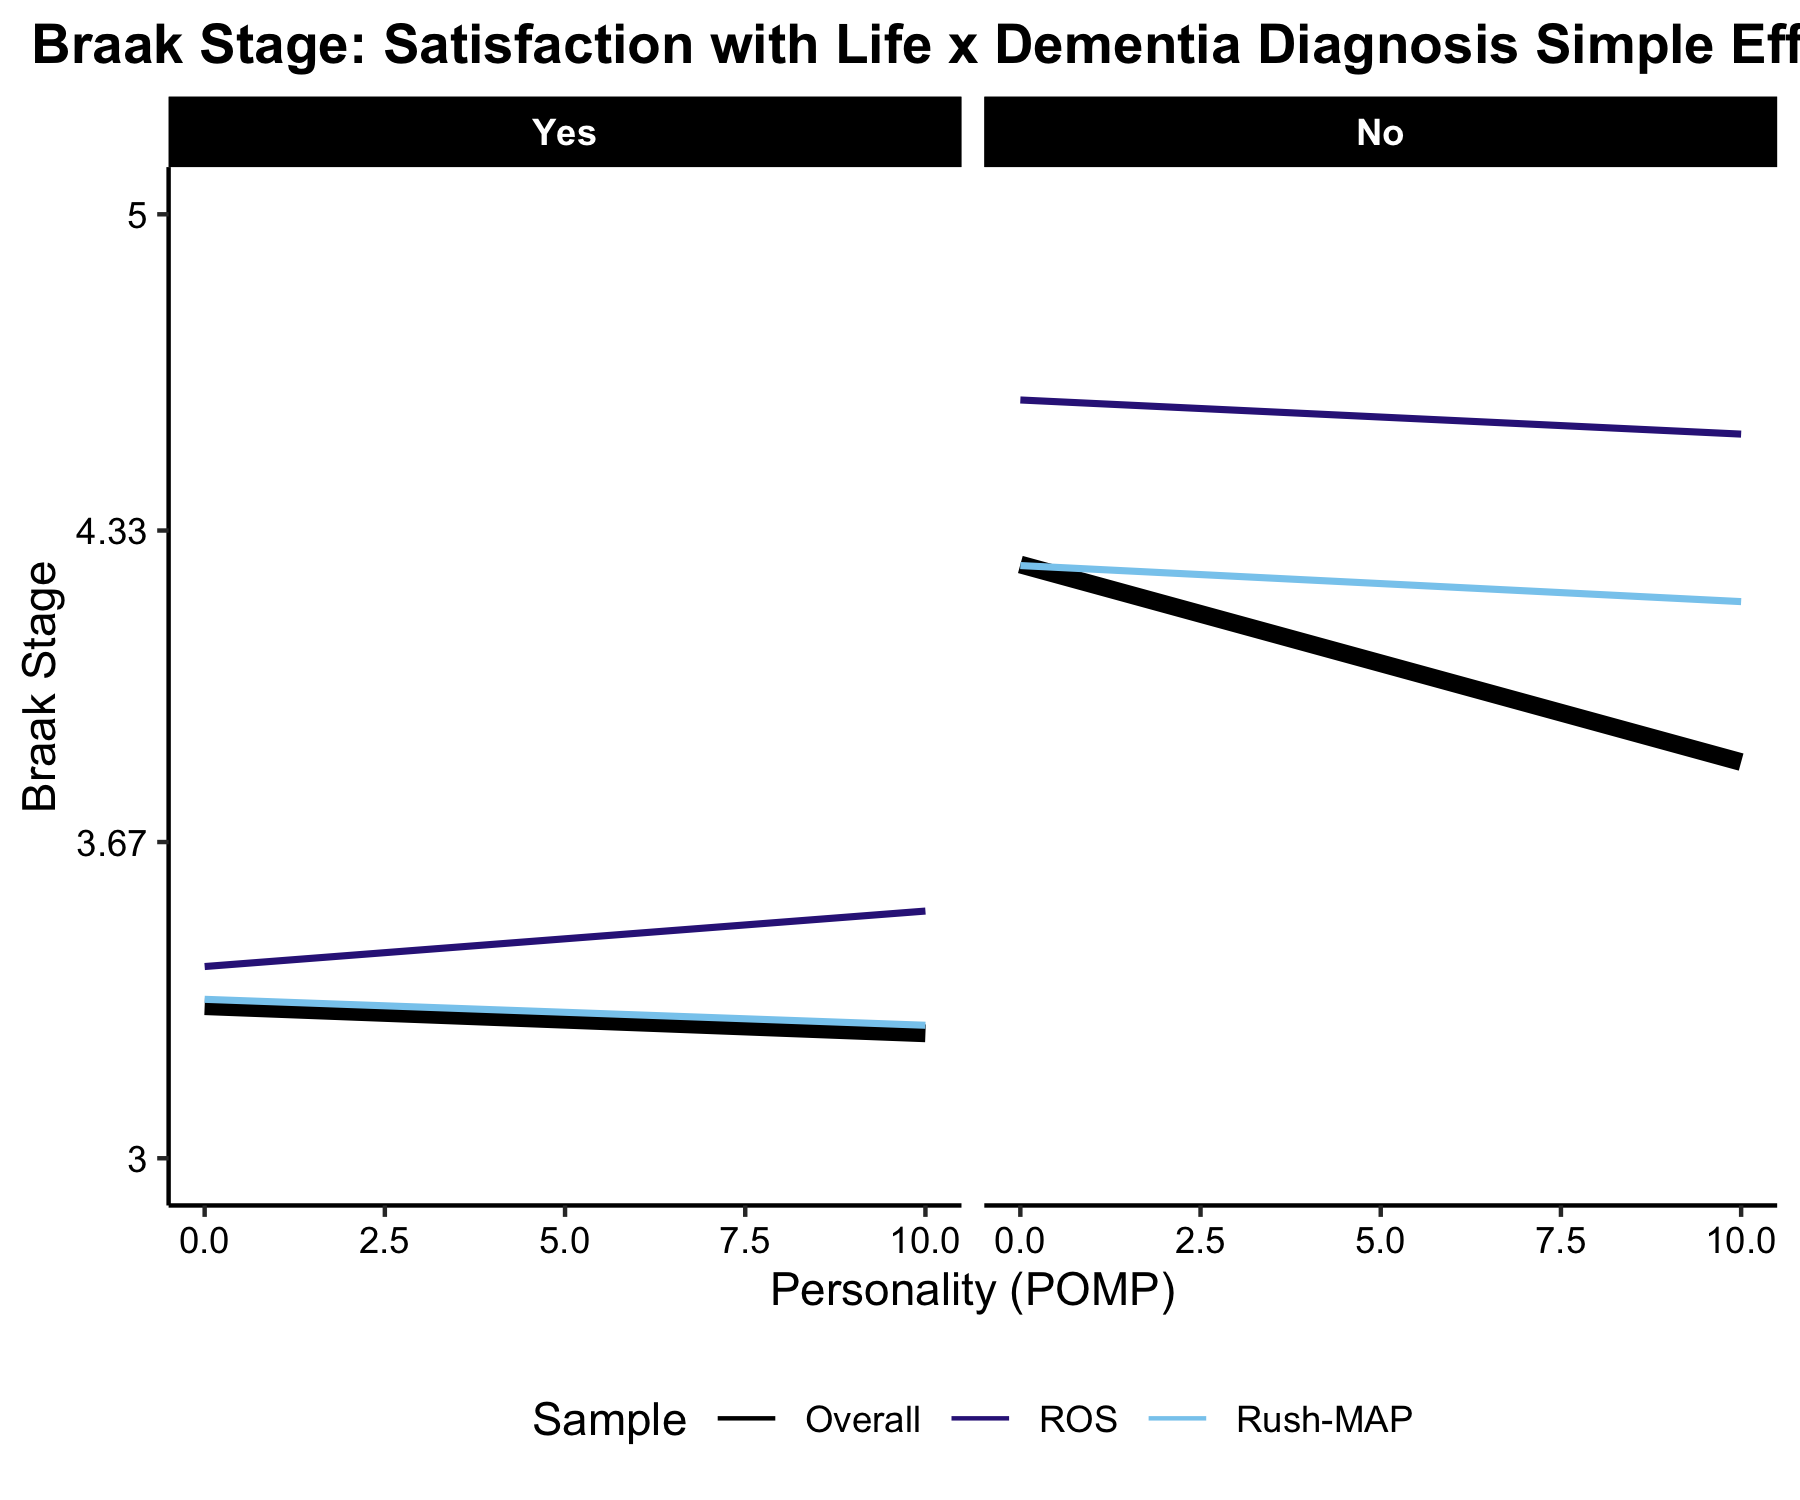 Braak Stage: Satisfaction with Life x Dementia Diagnosis Simple Eff
Yes
No
5
4.33
3.67
3
Braak Stage
0.0 2.5 5.0 7.5 10.0 0.0 2.5 5.0 7.5 10.0
Personality (POMP)
Sample Overall ROS Rush-MAP